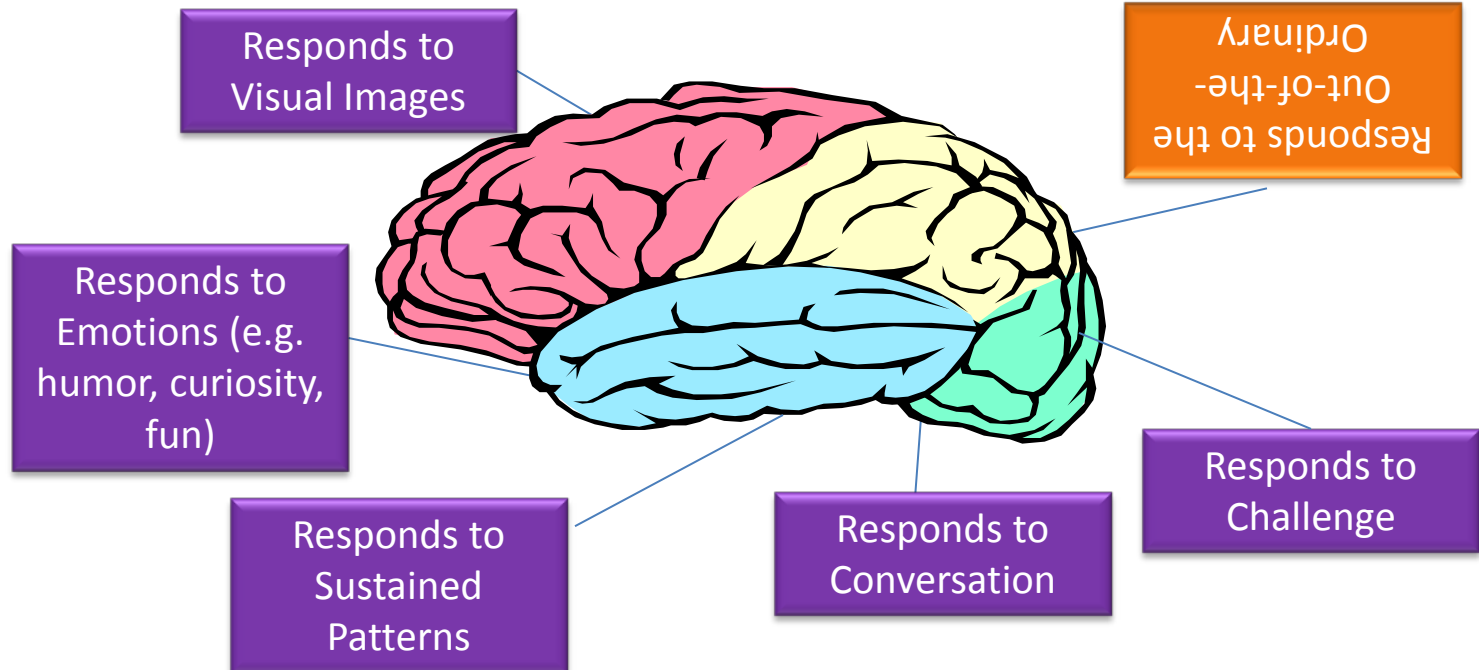 Responds to
Visual Images
Responds to the
Out-of-the-
Ordinary
Responds to
Emotions (e.g.
humor, curiosity,
fun)
Responds to
Challenge
Responds to
Sustained
Patterns
Responds to
Conversation